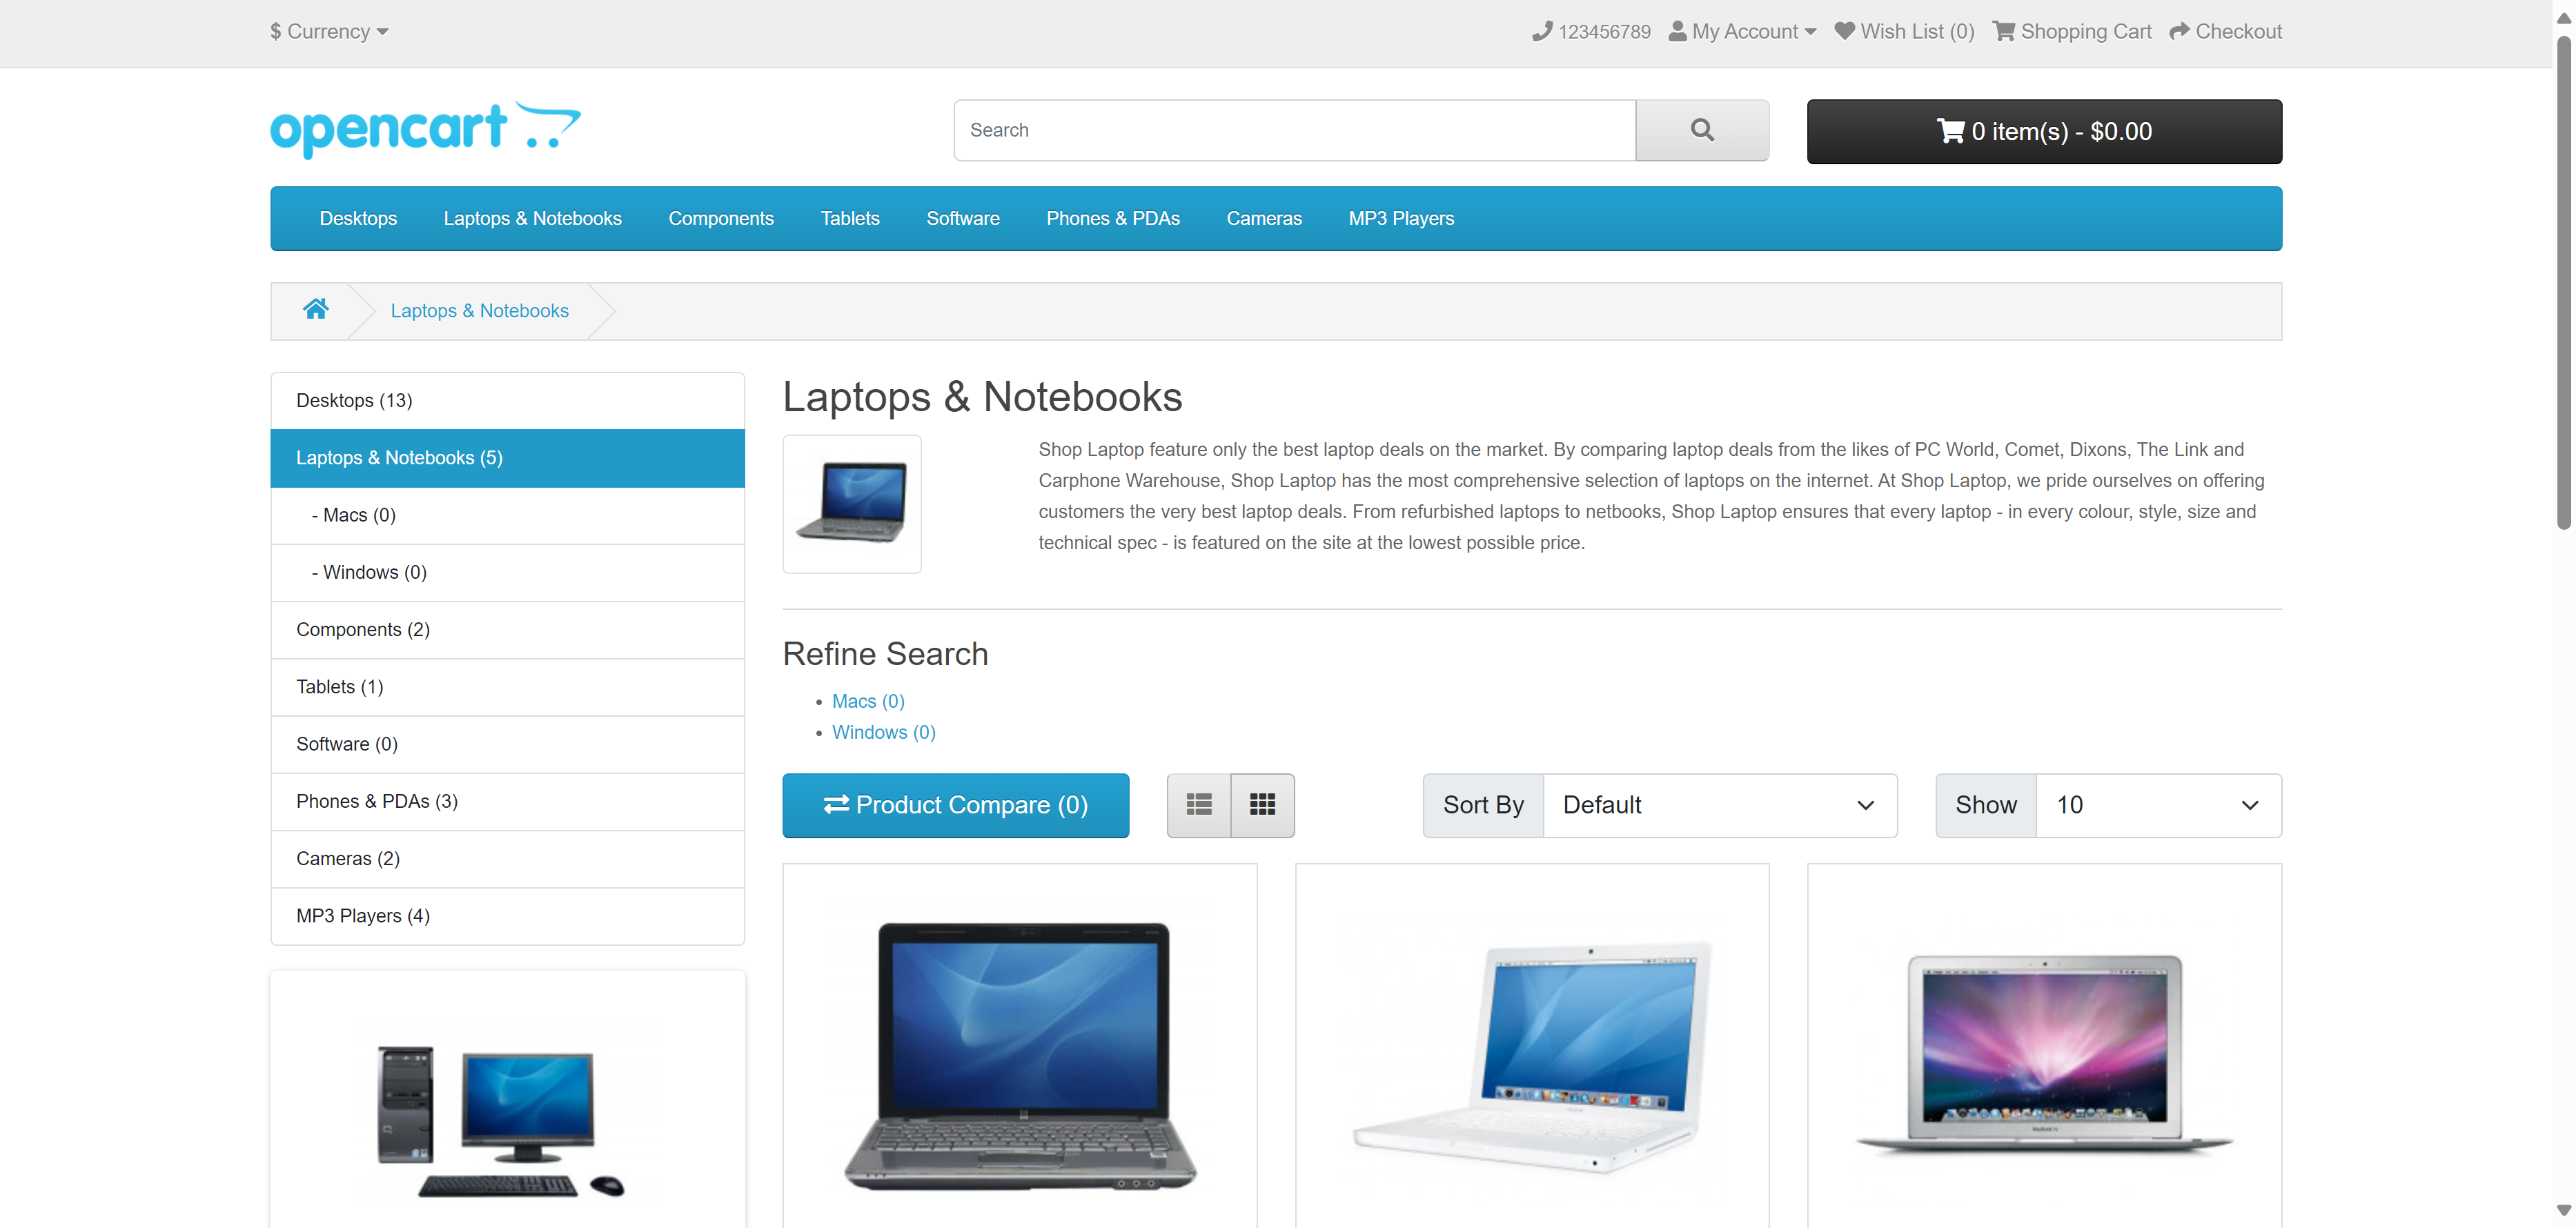 $ Currency
123456789 My Account Wish List (0) Shopping Cart Checkout
opencart
Search
0 item(s) - $0.00
Desktops Laptops & Notebooks Components Tablets Software Phones & PDAs Cameras MP3 Players
Laptops & Notebooks
Desktops (13)
Laptops & Notebooks (5)
- Macs (0)
- Windows (0)
Components (2)
Tablets (1)
Software (0)
Phones & PDAs (3)
Cameras (2)
MP3 Players (4)
Laptops & Notebooks
Shop Laptop feature only the best laptop deals on the market. By comparing laptop deals from the likes of PC World, Comet, Dixons, The Link and
Carphone Warehouse, Shop Laptop has the most comprehensive selection of laptops on the internet. At Shop Laptop, we pride ourselves on offering
customers the very best laptop deals. From refurbished laptops to netbooks, Shop Laptop ensures that every laptop - in every colour, style, size and
technical spec - is featured on the site at the lowest possible price.
Refine Search
Macs (0)
Windows (0)
Product Compare (0)
Sort By Default
Show 10